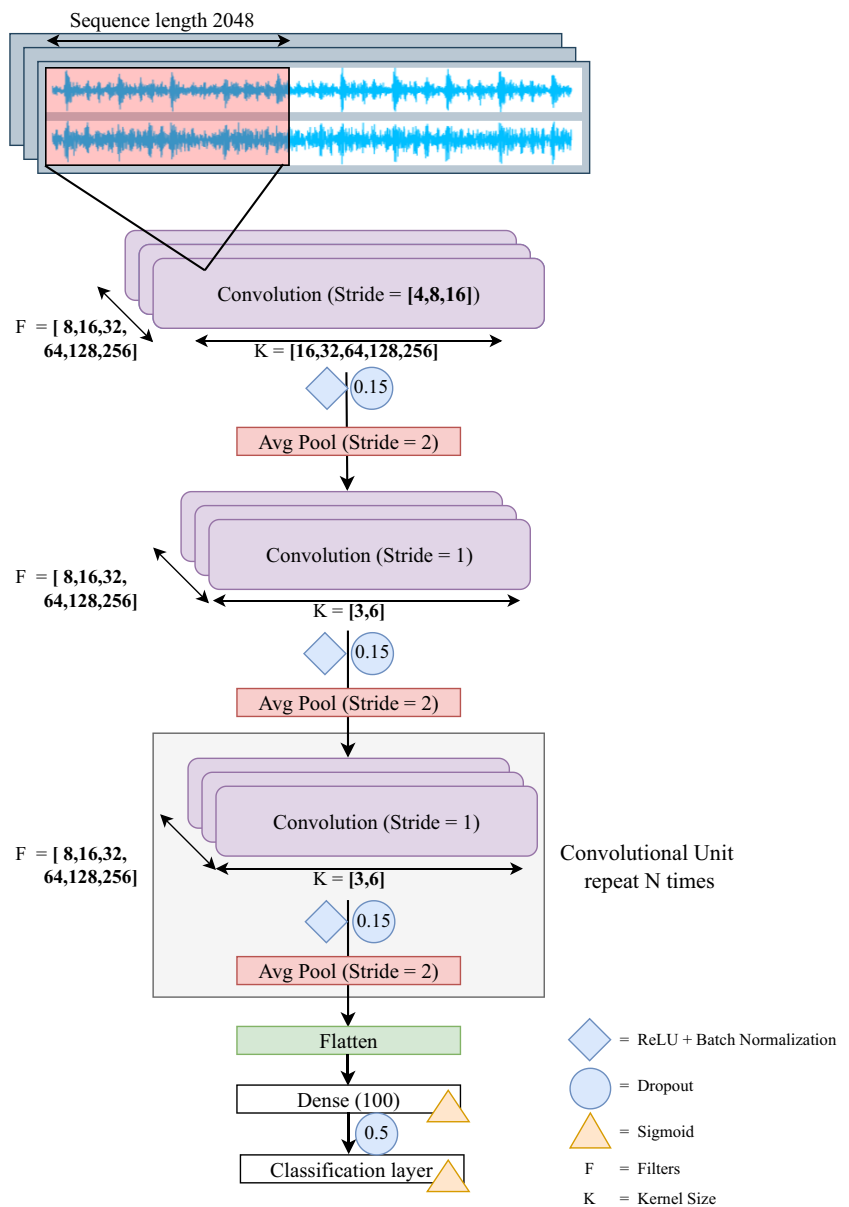 Sequence length 2048
Convolution (Stride = [4,8,16])
F = [ 8,16,32,
64,128,256]
K = [16,32,64,128,256]
0.15
Avg Pool (Stride = 2)
Convolution (Stride = 1)
F = [ 8,16,32,
64,128,256]
K = [3,6]
0.15
Avg Pool (Stride = 2)
Convolution (Stride = 1)
F = [ 8,16,32,
64,128,256]
K = [3,6]
Convolutional Unit
repeat N times
0.15
Avg Pool (Stride = 2)
Flatten
Dense (100)
0.5
Classification layer
= ReLU + Batch Normalization
= Dropout
= Sigmoid
F = Filters
K = Kernel Size